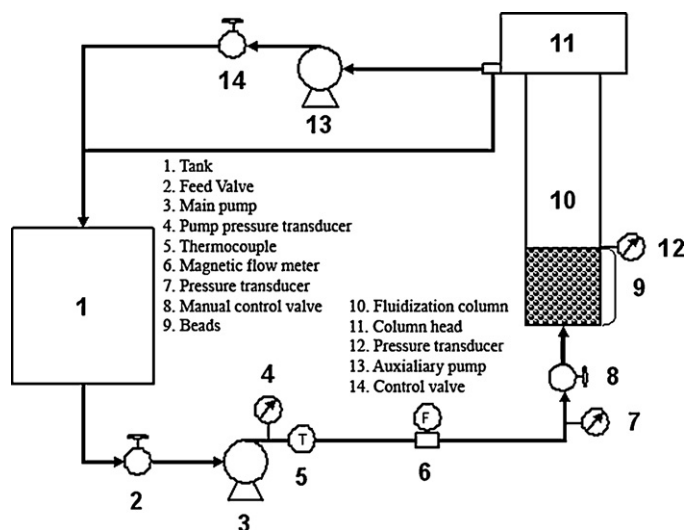 11
14
13
1. Tank
2. Feed Valve
3. Main pump
4. Pump pressure transducer
5. Thermocouple
6. Magnetic flow meter
7. Pressure transducer
8. Manual control valve
9. Beads
10
12
9
1
10. Fluidization column
11. Column head
12. Pressure transducer
13. Auxialiary pump
14. Control valve
4
8
F
7
T
2
5
6
3